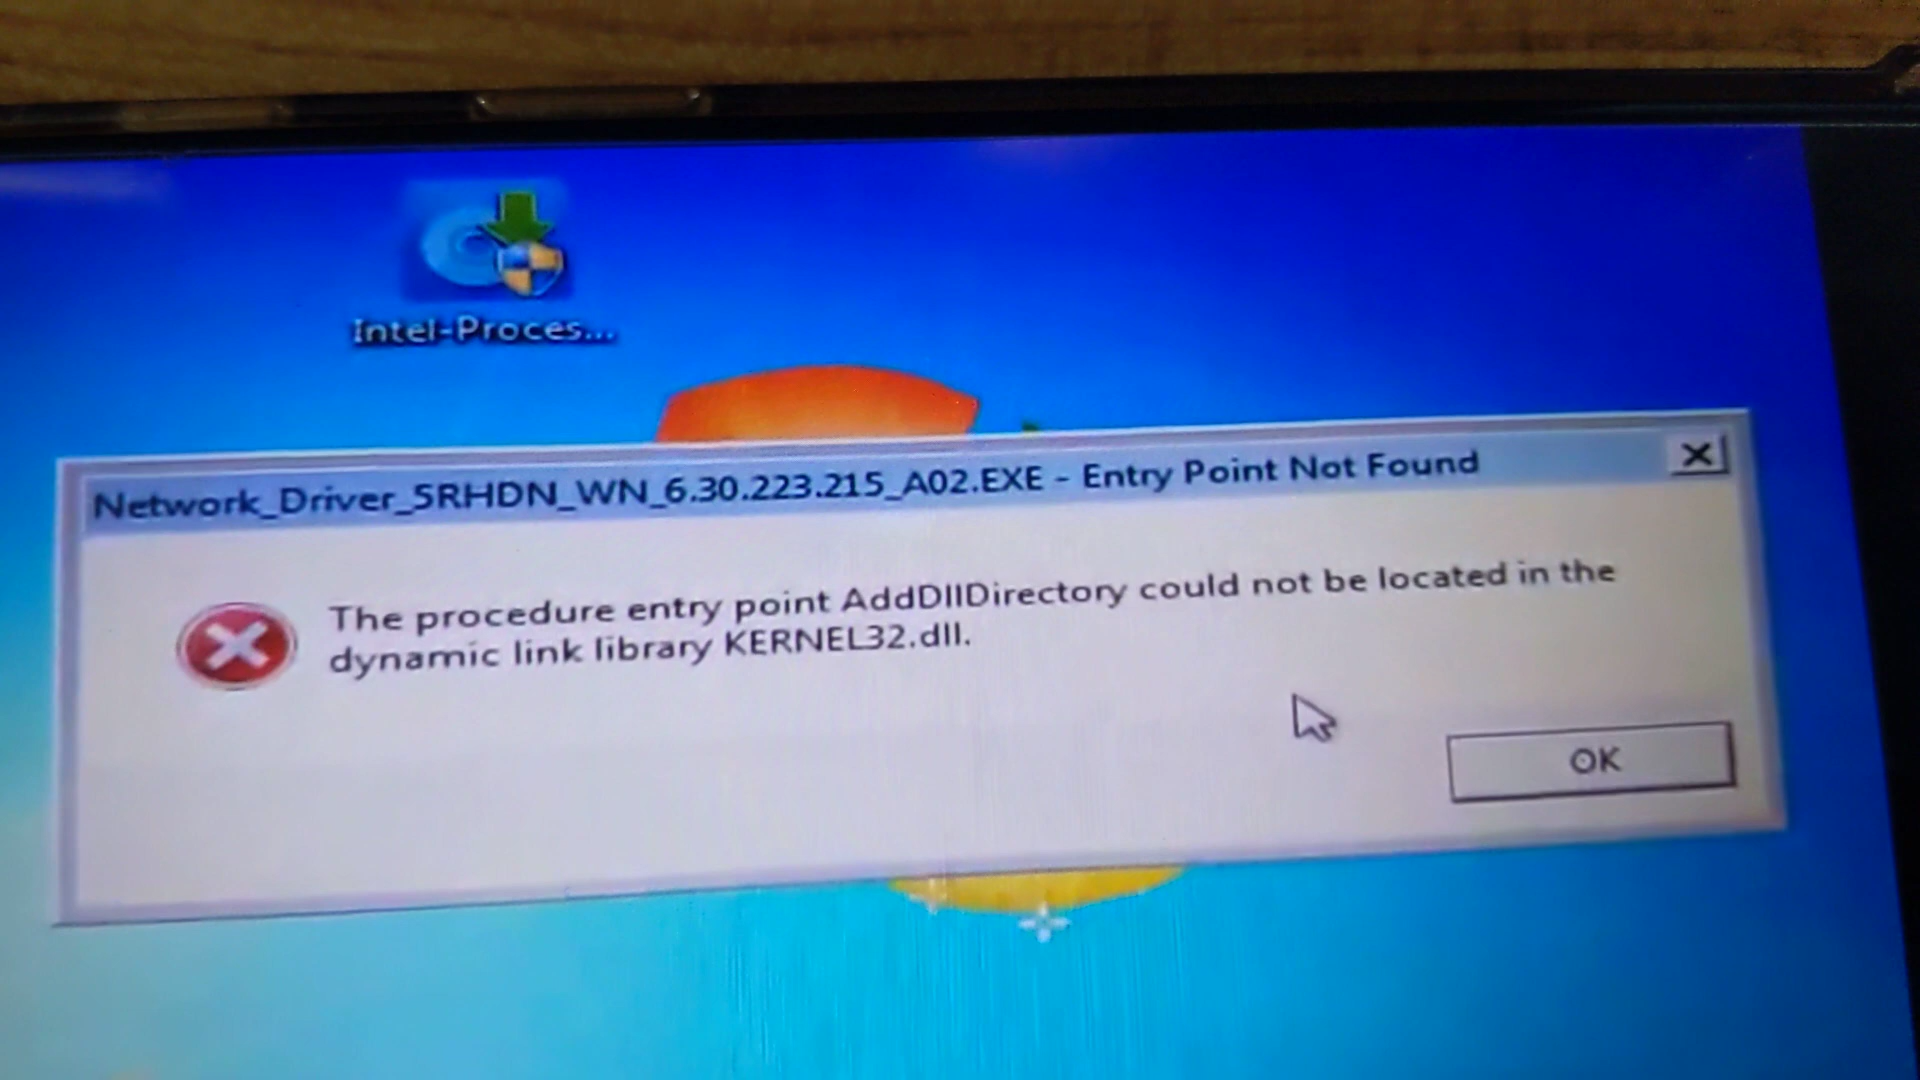 Intel-Proces...
Network_Driver_5RHDN_WN_6.30.223.215_A02.EXE - Entry Point Not Found
The procedure entry point AddDllDirectory could not be located in the
dynamic link library KERNEL32.dll.
OK